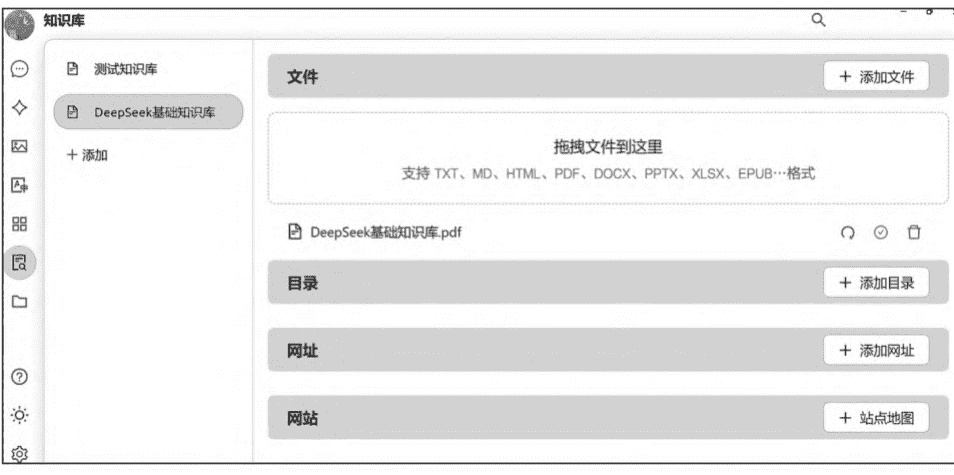 知识库
测试知识库
DeepSeek基础知识库
+ 添加
文件
+ 添加文件
拖拽文件到这里
支持 TXT、MD、HTML、PDF、DOCX、PPTX、XLSX、EPUB…格式
DeepSeek基础知识库.pdf
目录
+ 添加目录
网址
+ 添加网址
网站
+ 站点地图